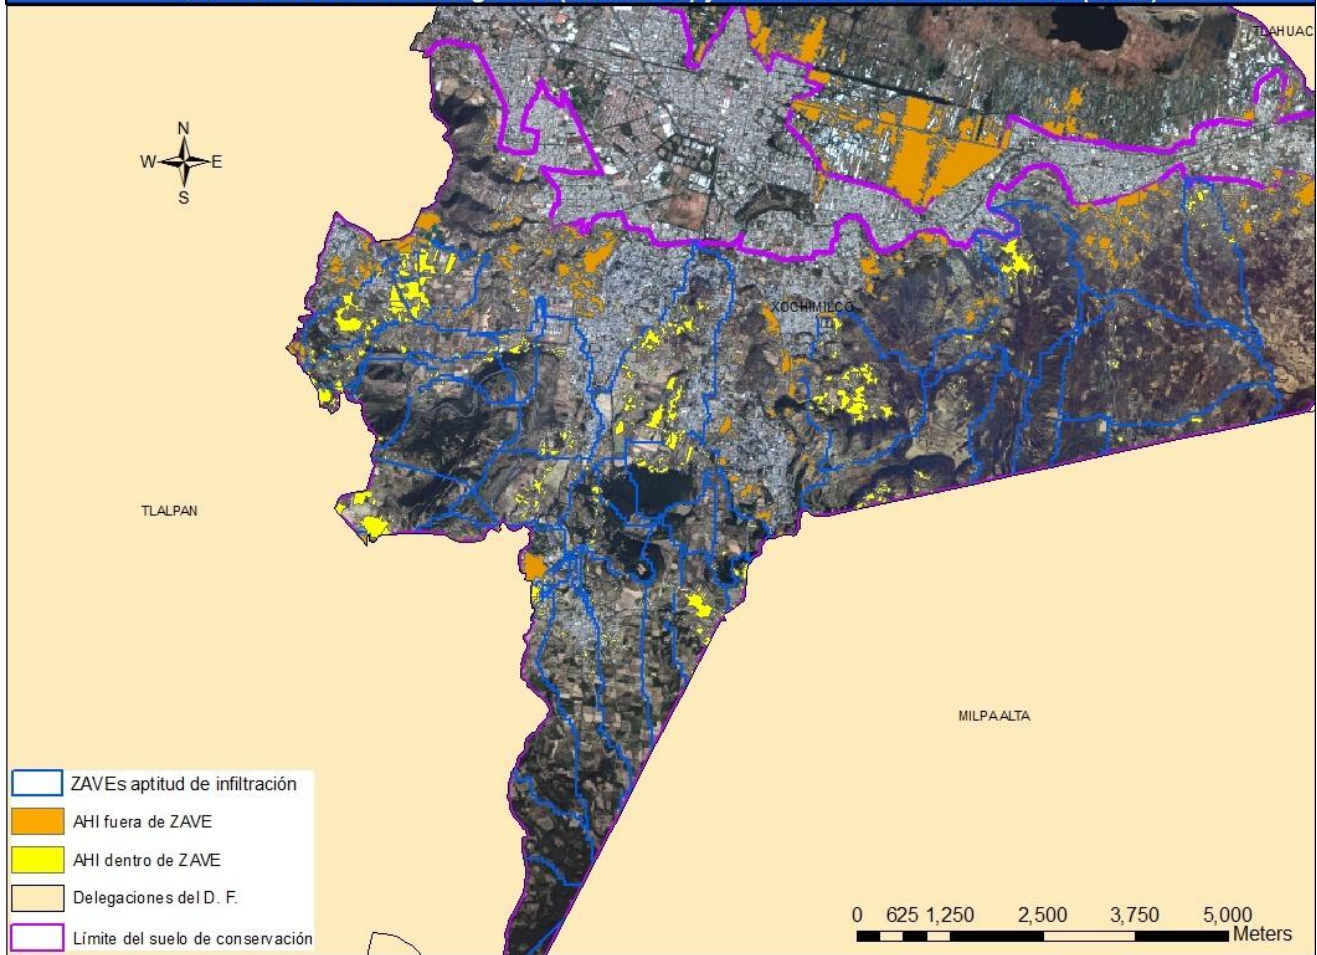 TLAHUAC
N
W E
S
XOCHIMILCO
TLALPAN
MILPA ALTA
ZAVEs aptitud de infiltración
AHI fuera de ZAVE
AHI dentro de ZAVE
Delegaciones del D. F.
Límite del suelo de conservación
0 625 1,250 2,500 3,750 5,000
Meters